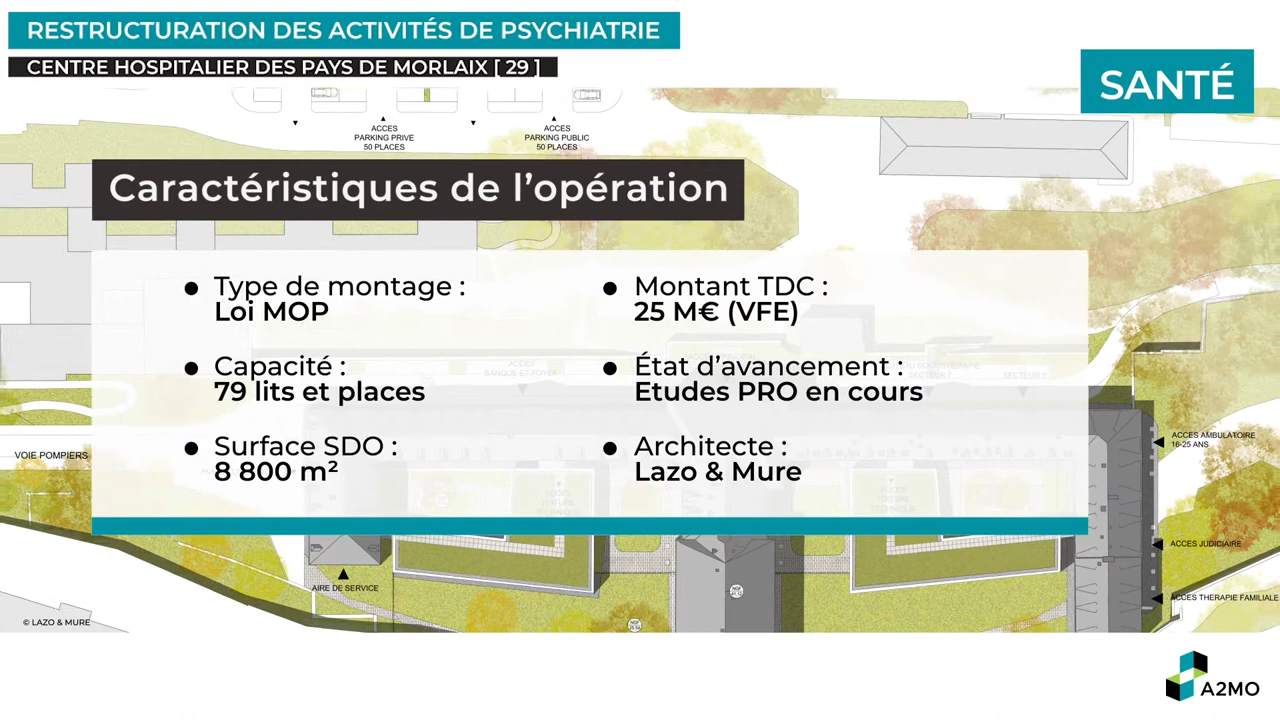 RESTRUCTURATION DES ACTIVITÉS DE PSYCHIATRIE
CENTRE HOSPITALIER DES PAYS DE MORLAIX [ 29 ]
SANTÉ
ACCES
PARKING PRIVE
50 PLACES
ACCES
PARKING PUBLIC
50 PLACES
Caractéristiques de l’opération
● Type de montage :
Loi MOP
● Capacité :
79 lits et places
● Surface SDO :
8 800 m²
● Montant TDC :
25 M€ (VFE)
● État d’avancement :
Etudes PRO en cours
● Architecte :
Lazo & Mure
VOIE POMPIERS
ACCES AMBULATOIRE
16-25 ANS
ACCES JUDICIAIRE
ACCES THERAPIE FAMILIALE
AIRE DE SERVICE
© LAZO & MURE
A2MO